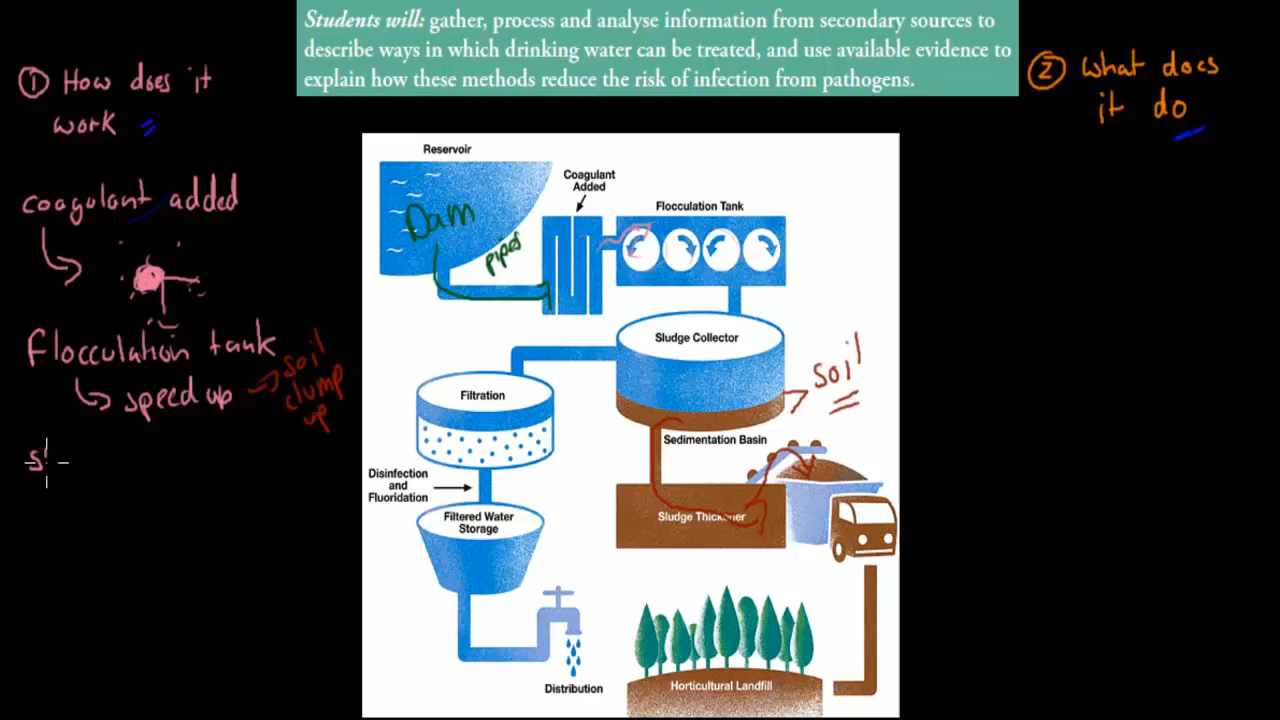 Students will: gather, process and analyse information from secondary sources to
describe ways in which drinking water can be treated, and use available evidence to
explain how these methods reduce the risk of infection from pathogens.
① How does it
work
coagulant added
Flocculation tank
speed up
soil
clump
up
s
② What does
it do
Reservoir
Dam
pipes
Coagulant
Added
Flocculation Tank
Sludge Collector
soil
Sedimentation Basin
Sludge Thickener
Filtration
Disinfection
and
Fluoridation
Filtered Water
Storage
Distribution
Horticultural Landfill